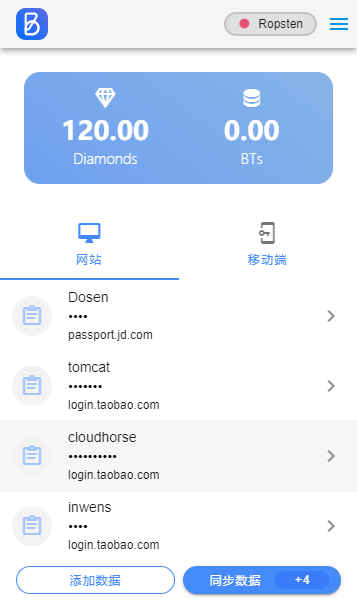 Ropsten
120.00 0.00
Diamonds BTs
网站 移动端
Dosen
••••
passport.jd.com
tomcat
•••••••
login.taobao.com
cloudhorse
••••••••••
login.taobao.com
inwens
••••
login.taobao.com
添加数据 同步数据 +4